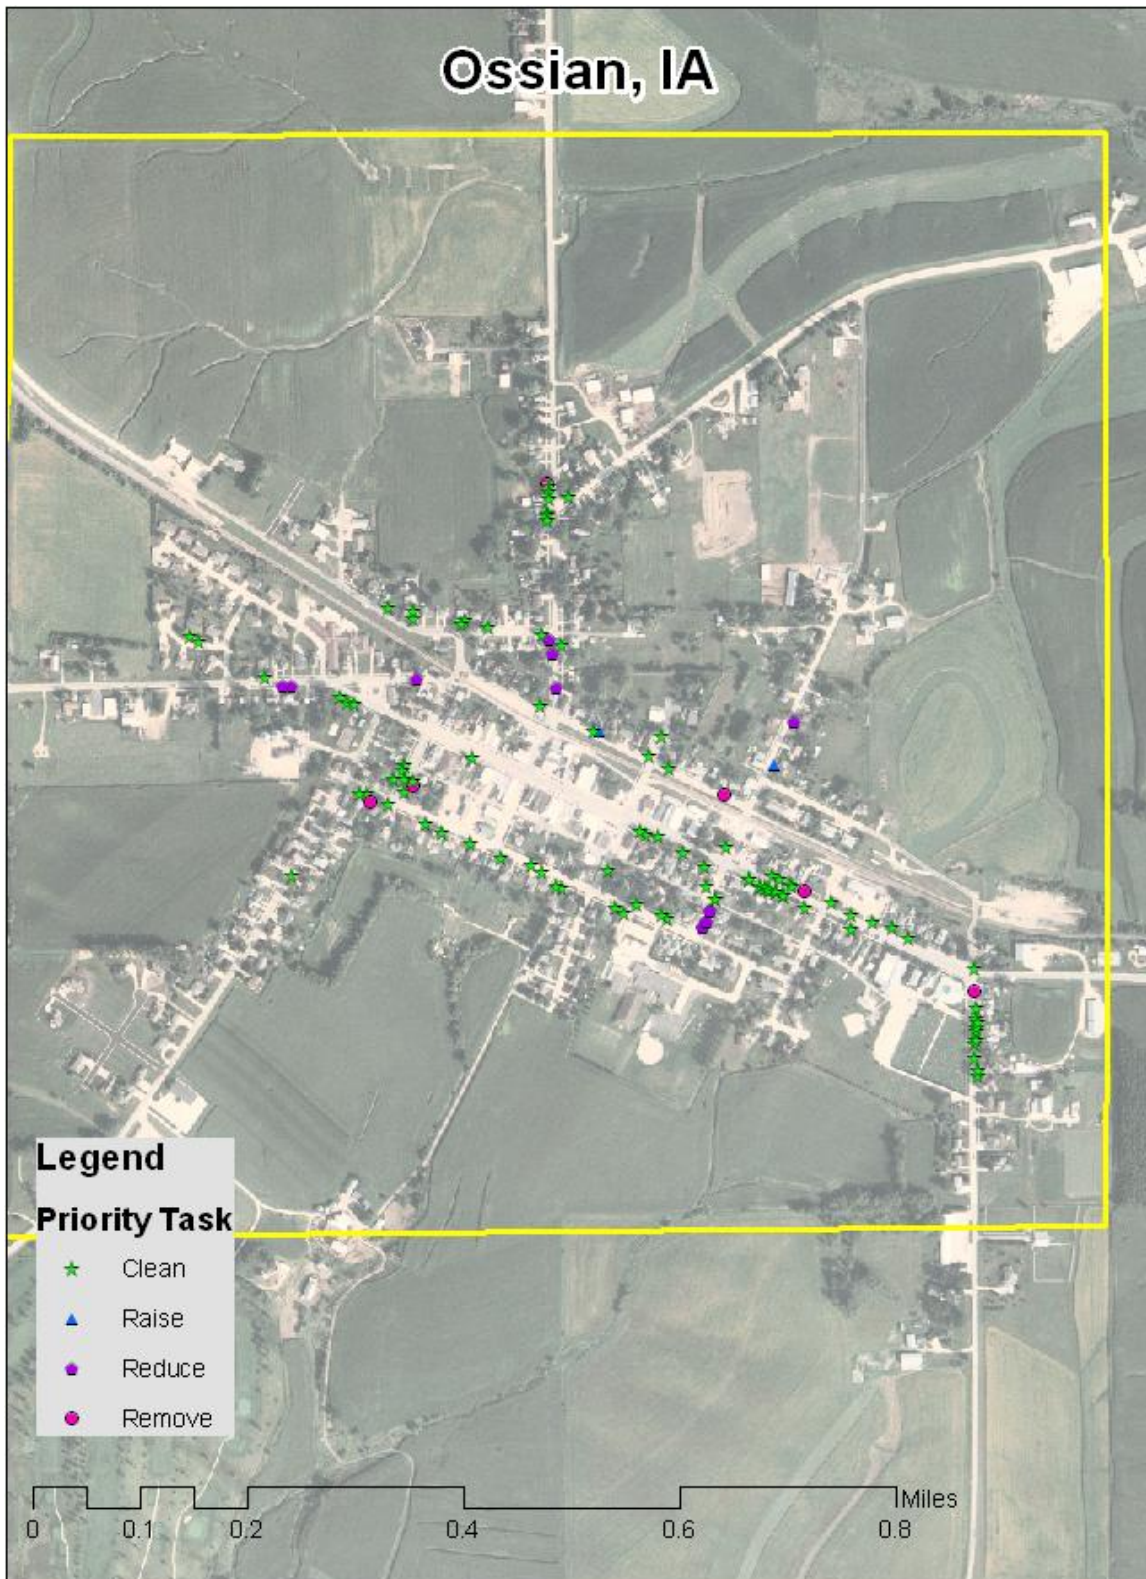 Ossian, IA
Legend
Priority Task
Clean
Raise
Reduce
Remove
Miles
0 0.1 0.2 0.4 0.6 0.8